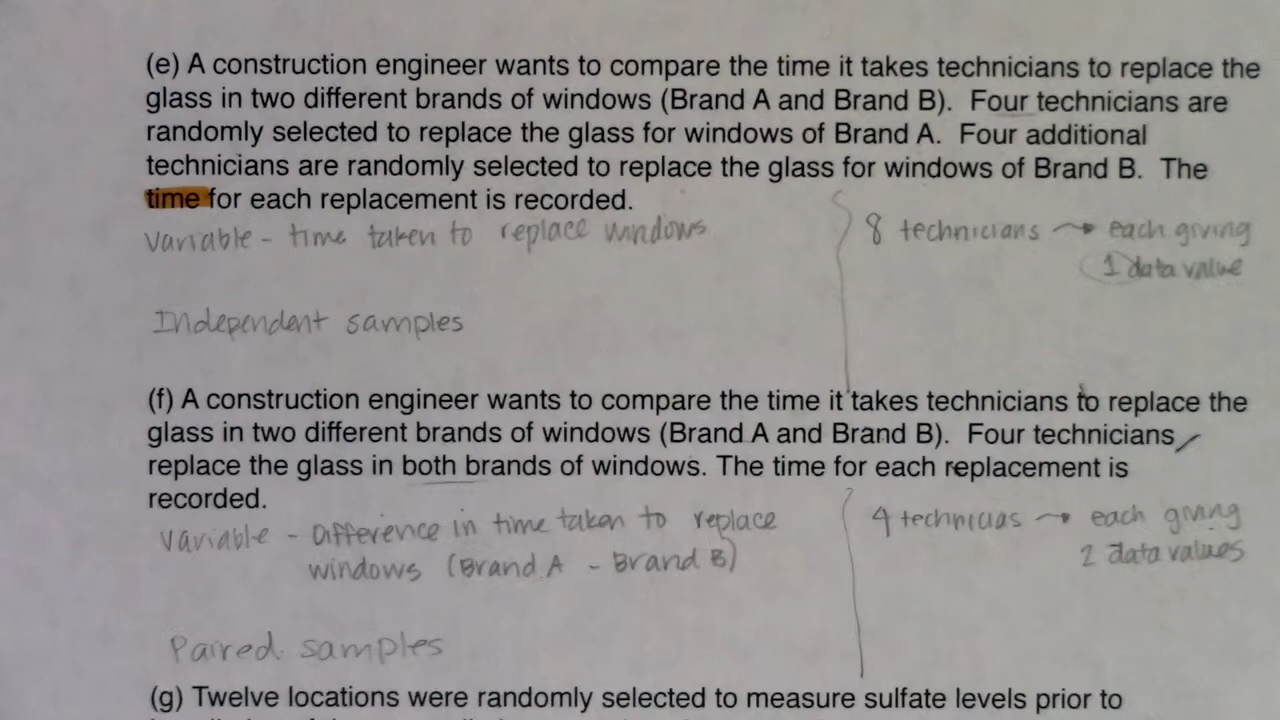 (e) A construction engineer wants to compare the time it takes technicians to replace the
glass in two different brands of windows (Brand A and Brand B). Four technicians are
randomly selected to replace the glass for windows of Brand A. Four additional
technicians are randomly selected to replace the glass for windows of Brand B. The
time for each replacement is recorded.
Variable - time taken to replace windows
8 technicians → each giving
1 data value
Independent samples
(f) A construction engineer wants to compare the time it takes technicians to replace the
glass in two different brands of windows (Brand A and Brand B). Four technicians
replace the glass in both brands of windows. The time for each replacement is
recorded.
Variable - Difference in time taken to replace
windows (Brand A - Brand B)
4 technicias → each giving
2 data values
Paired samples
(g) Twelve locations were randomly selected to measure sulfate levels prior to